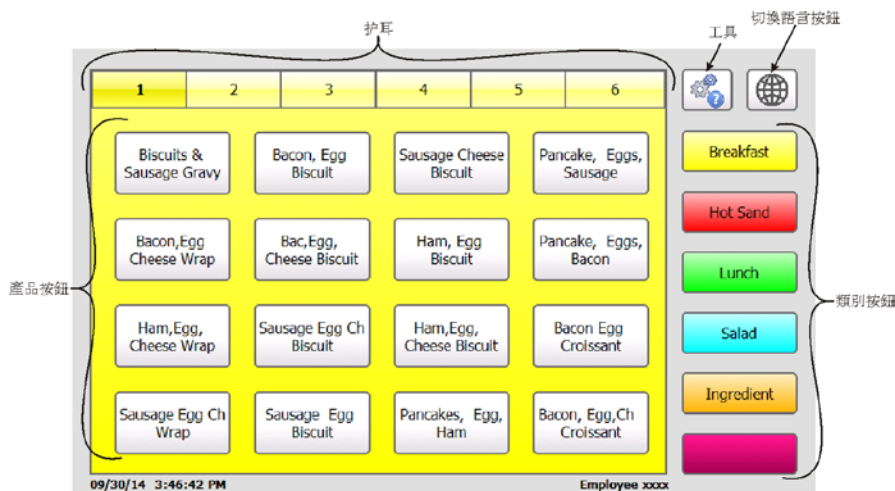 护耳
工具
切換語言按鈕
1 2 3 4 5 6
Biscuits &
Sausage Gravy
Bacon, Egg
Biscuit
Sausage Cheese
Biscuit
Pancake, Eggs,
Sausage
Breakfast
Bacon,Egg
Cheese Wrap
Bac,Egg,
Cheese Biscuit
Ham, Egg
Biscuit
Pancake, Eggs,
Bacon
Hot Sand
Lunch
產品按鈕
類別按鈕
Ham,Egg,
Cheese Wrap
Sausage Egg Ch
Biscuit
Ham,Egg,
Cheese Biscuit
Bacon Egg
Croissant
Salad
Sausage Egg Ch
Wrap
Sausage Egg
Biscuit
Pancakes, Egg,
Ham
Bacon, Egg,Ch
Croissant
Ingredient
09/30/14 3:46:42 PM
Employee xxxx